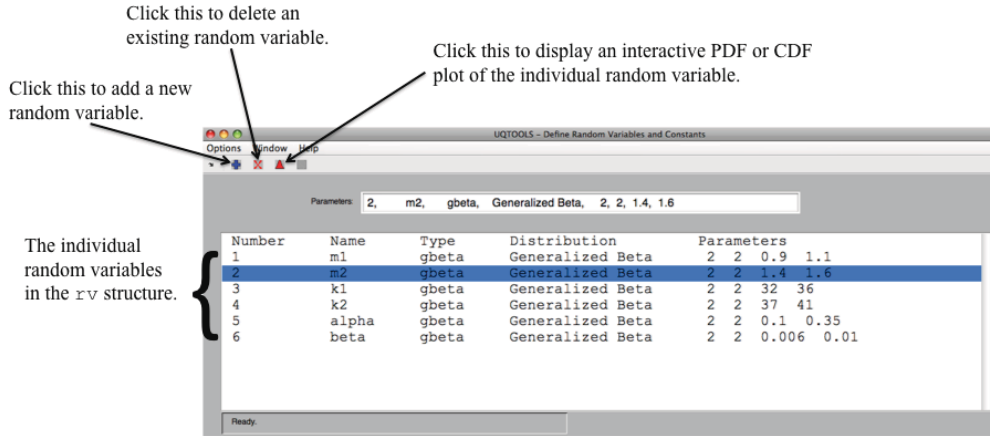 Click this to delete an
existing random variable.
Click this to display an interactive PDF or CDF
plot of the individual random variable.
Click this to add a new
random variable.
UQTOOLS – Define Random Variables and Constants
Options Window Help
Parameters: 2, m2, gbeta, Generalized Beta, 2, 2, 1.4, 1.6
The individual
random variables
in the rv structure.
Number Name Type Distribution Parameters
1 m1 gbeta Generalized Beta 2 2 0.9 1.1
2 m2 gbeta Generalized Beta 2 2 1.4 1.6
3 k1 gbeta Generalized Beta 2 2 32 36
4 k2 gbeta Generalized Beta 2 2 37 41
5 alpha gbeta Generalized Beta 2 2 0.1 0.35
6 beta gbeta Generalized Beta 2 2 0.006 0.01
Ready.